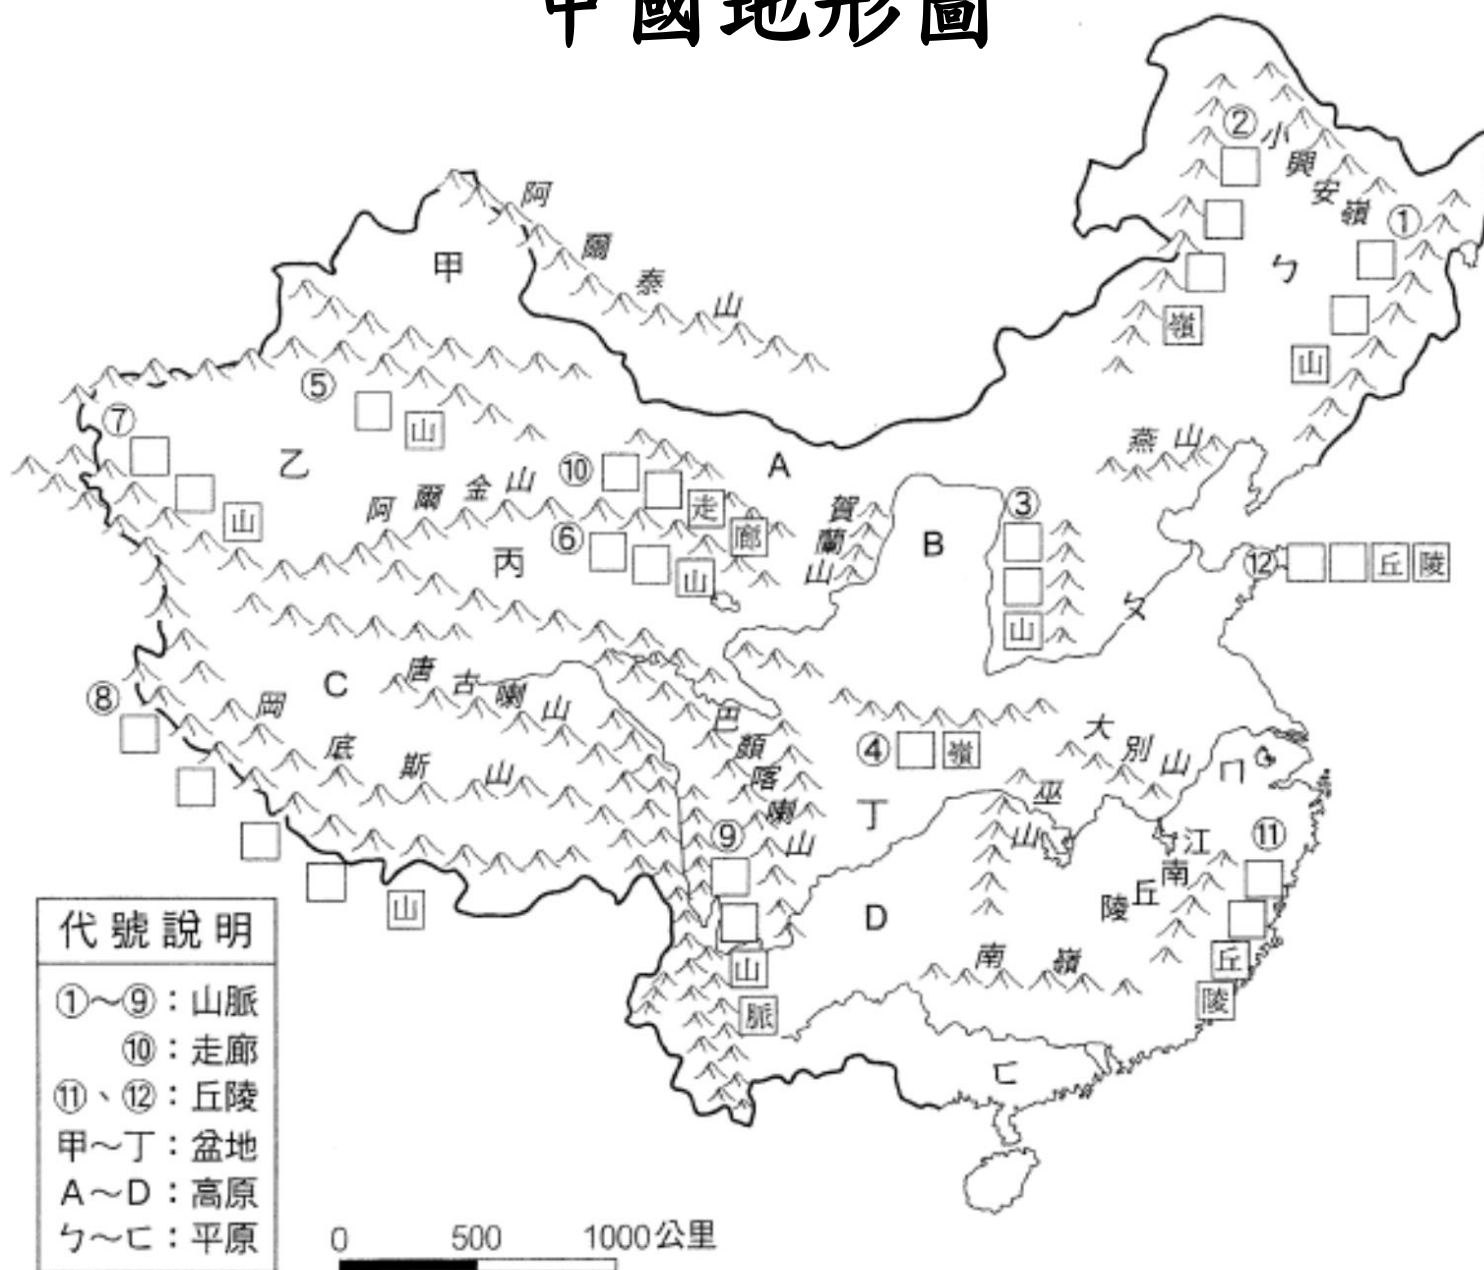 中國地形圖
②
小興安嶺
①
嶺
山
ㄅ
阿爾泰山
甲
⑤
山
⑦
山
乙
阿爾金山
⑩
走廊
A
⑥
山
丙
賀蘭山
B
③
山
燕山
⑫
丘陵
ㄆ
C
唐古喇山
⑧
山
岡底斯山
巴顏喀喇山
④
嶺
大別山
ㄇ
丁
巫山
⑨
山脈
D
江南丘陵
⑪
丘陵
南嶺
ㄈ
代號說明
①～⑨：山脈
⑩：走廊
⑪、⑫：丘陵
甲～丁：盆地
A～D：高原
ㄅ～ㄈ：平原
0 500 1000公里